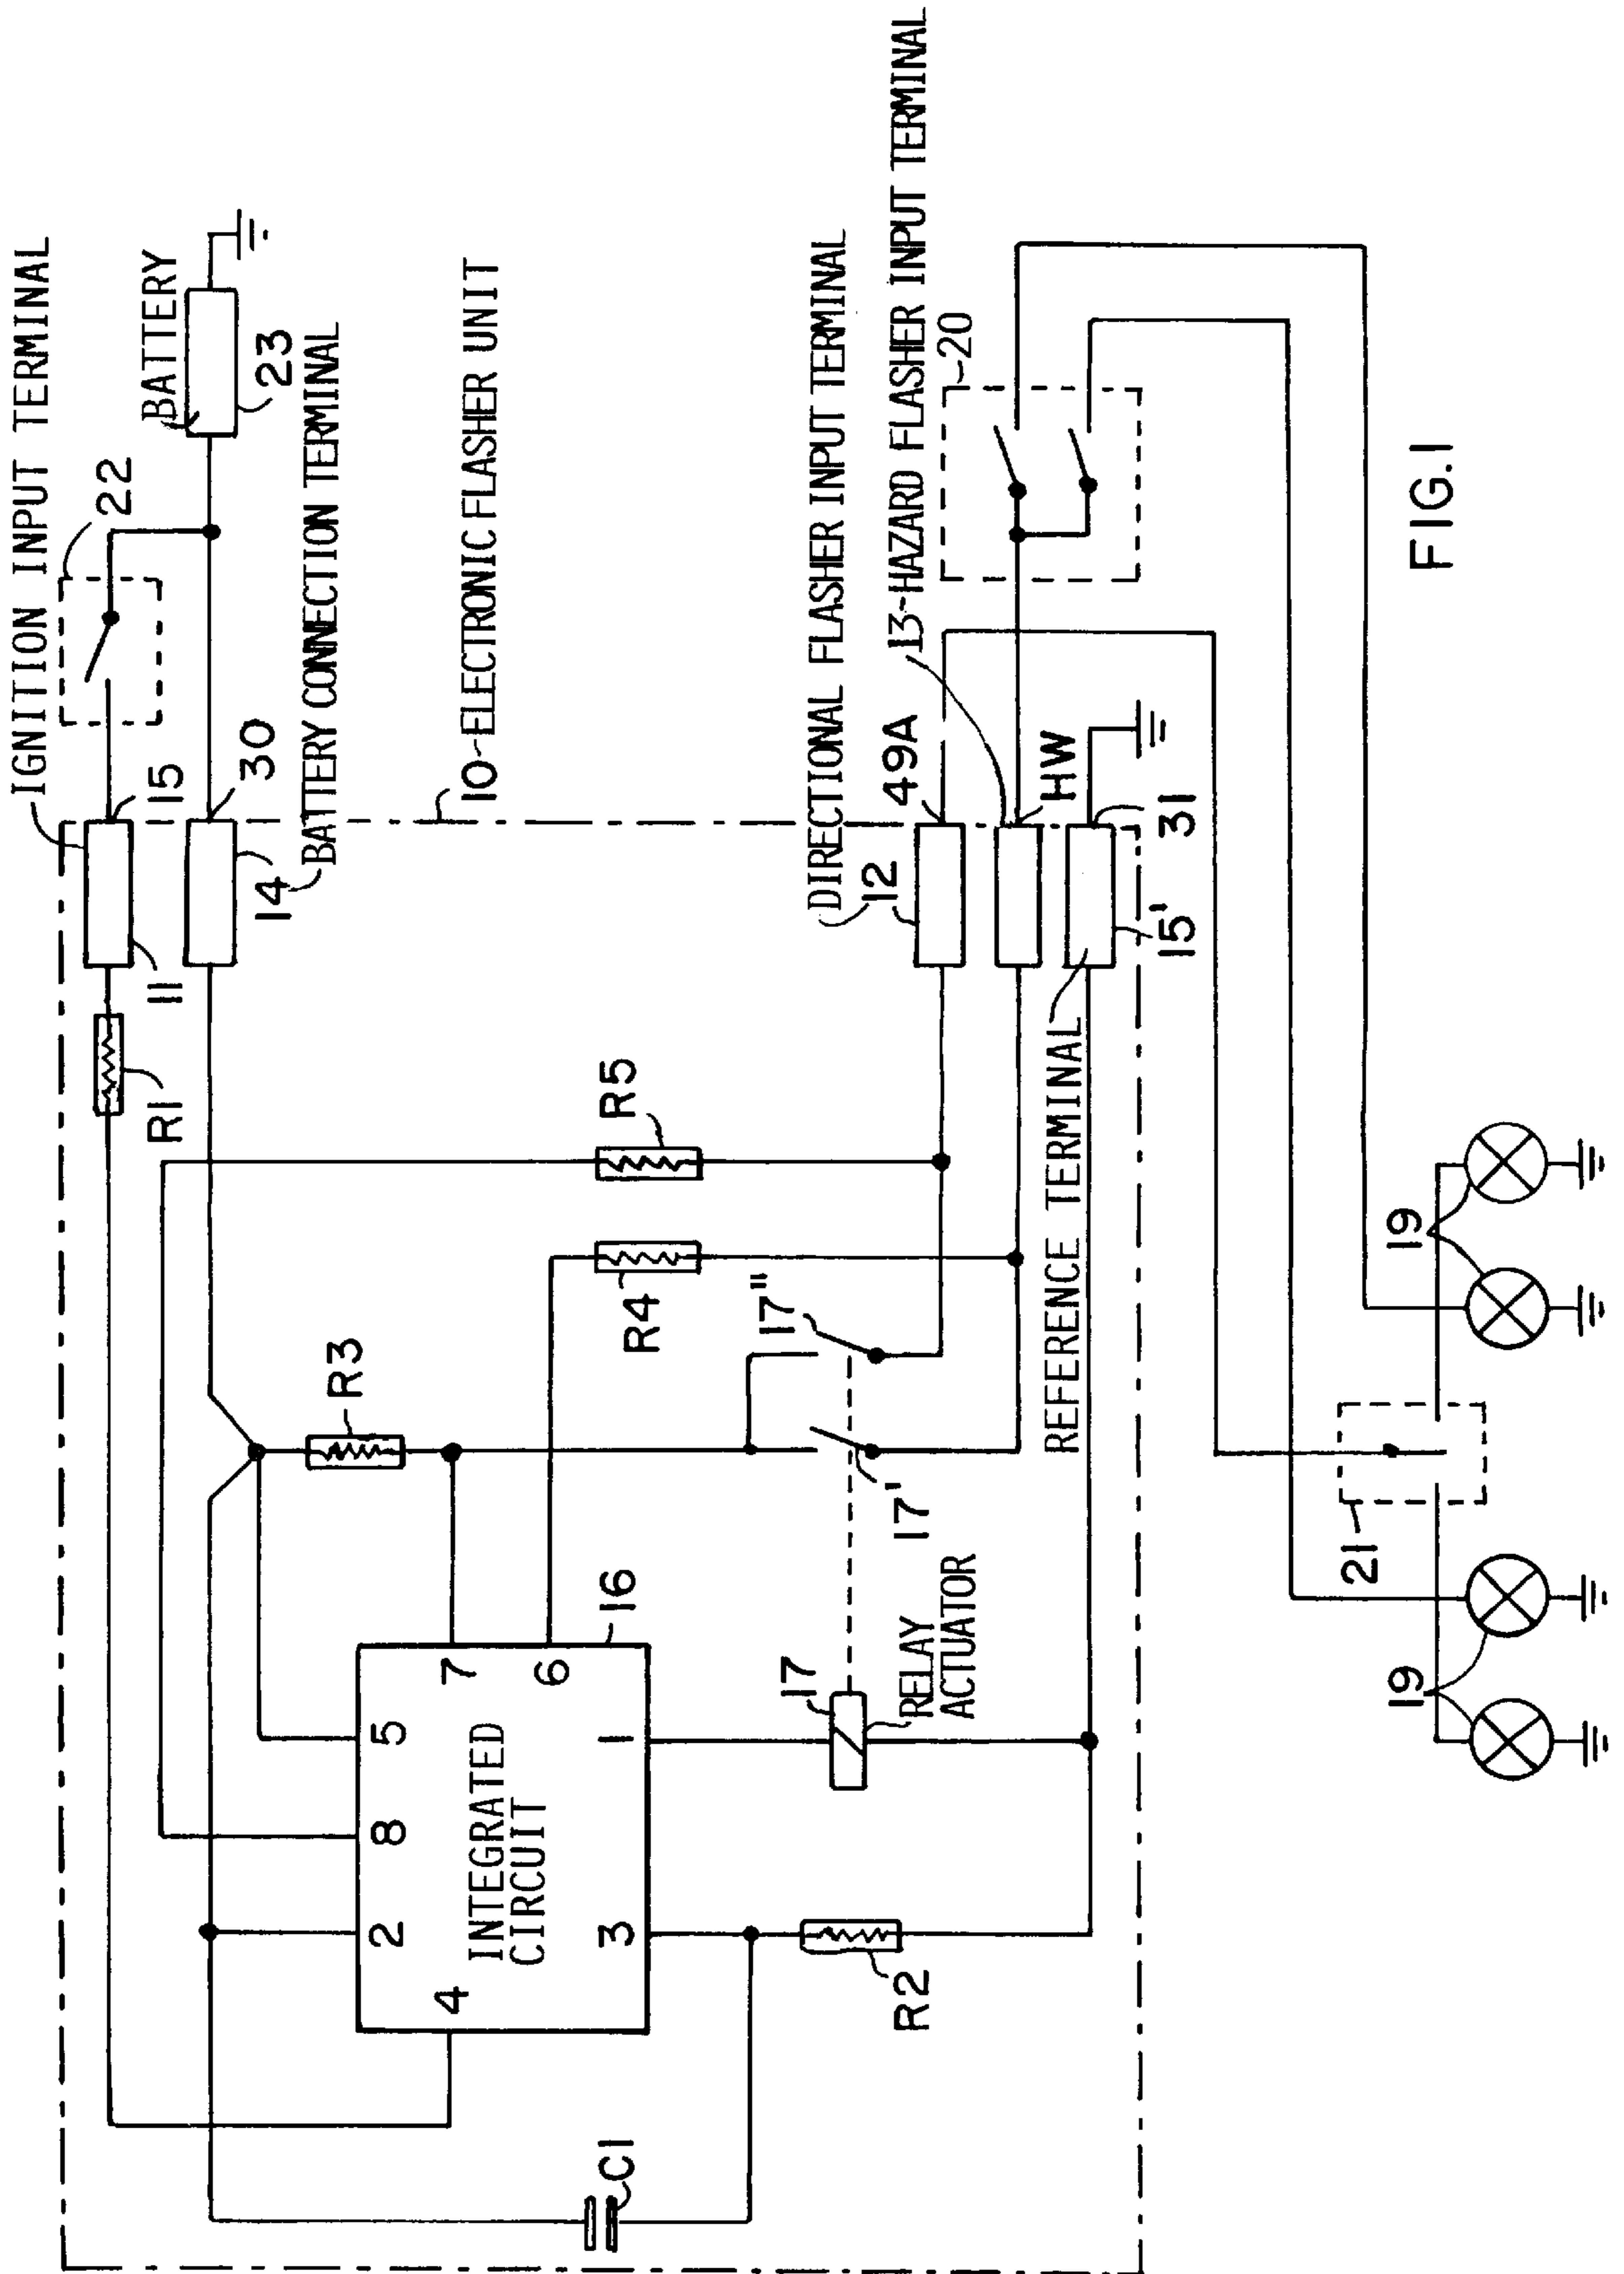 IGNITION INPUT TERMINAL
22
BATTERY
23
15
30
11
14
BATTERY CONNECTION TERMINAL
R1
10-ELECTRONIC FLASHER UNIT
R3
R5
R4
5
7
8
6
2
4
INTEGRATED
CIRCUIT
1
3
16
C1
17
RELAY
ACTUATOR
17'
17"
R2
DIRECTIONAL FLASHER INPUT TERMINAL
12
49A
13-HAZARD FLASHER INPUT TERMINAL
HW
20
REFERENCE TERMINAL
15'
31
21
19
19
FIG.1